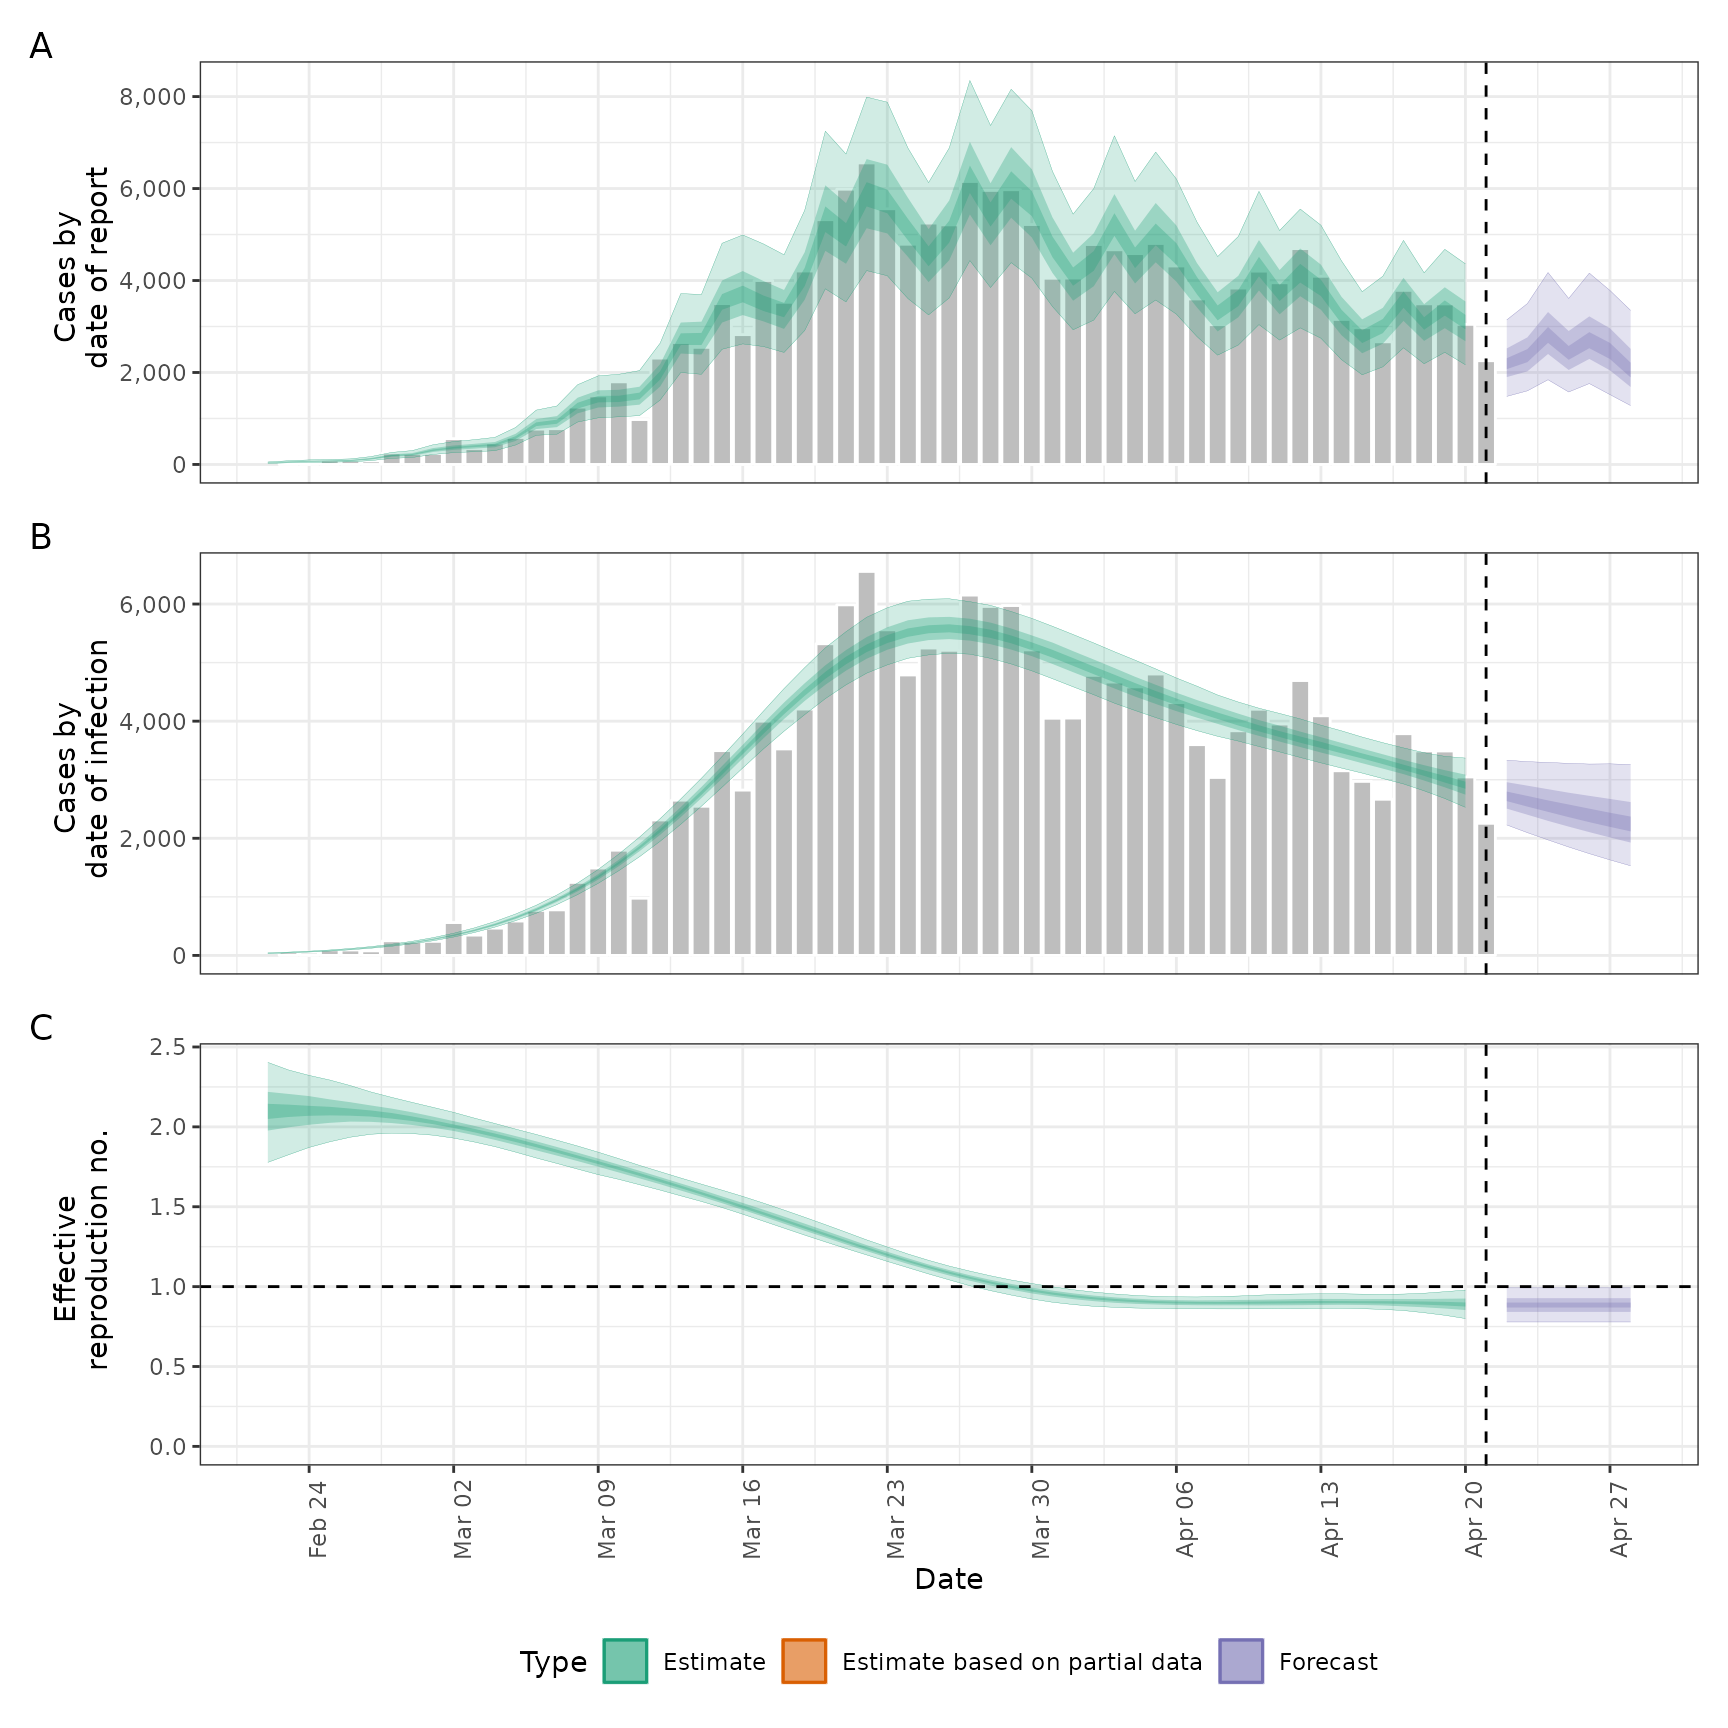 A
8,000
6,000
4,000
2,000
0
Cases by
date of report
B
6,000
4,000
2,000
0
Cases by
date of infection
C
2.5
2.0
1.5
1.0
0.5
0.0
Effective
reproduction no.
Feb 24
Mar 02
Mar 09
Mar 16
Mar 23
Mar 30
Apr 06
Apr 13
Apr 20
Apr 27
Date
Type
Estimate
Estimate based on partial data
Forecast